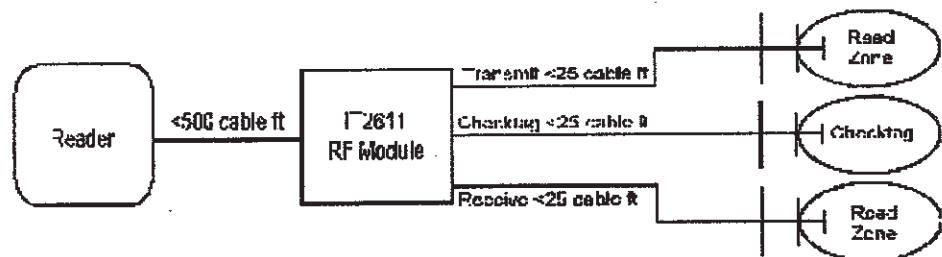 Reader
<500 cable ft
IT2611
RF Module
Transmit <25 cable ft
Checktag <25 cable ft
Receive <25 cable ft
Read
Zone
Checktag
Read
Zone